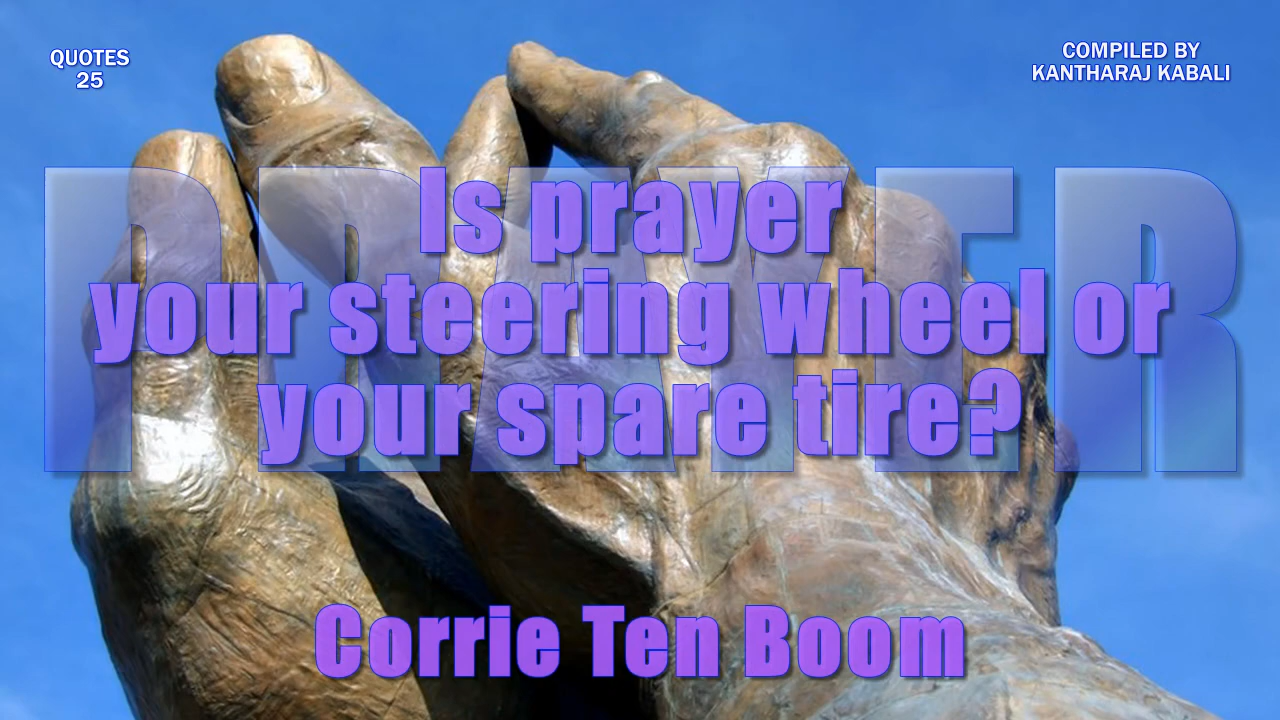 QUOTES
25
COMPILED BY
KANTHARAJ KABALI
PRAYER
Is prayer
your steering wheel or
your spare tire?
Corrie Ten Boom